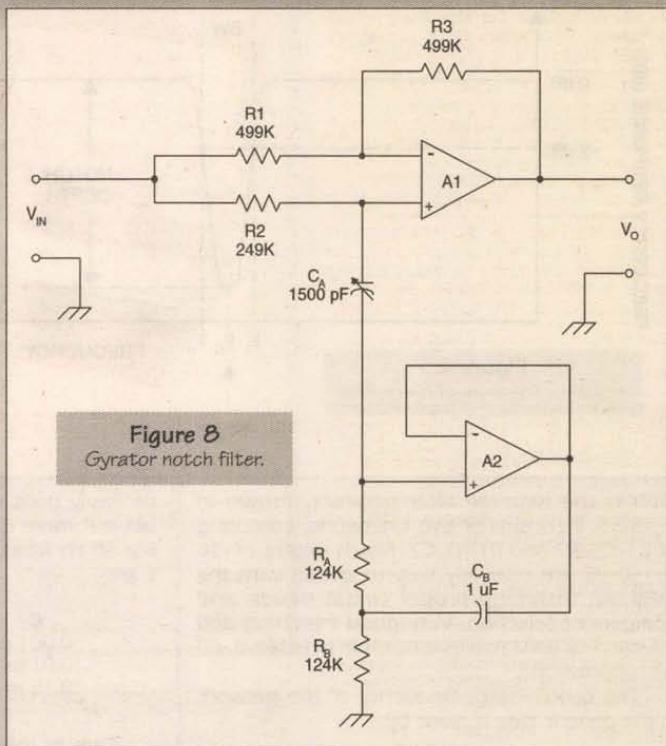 R3
499K
R1
499K
-
A1
+
R2
249K
V_IN
V_O
C_A
1500 pF
Figure 8
Gyrator notch filter.
-
A2
+
R_A
124K
C_B
1 uF
R_B
124K